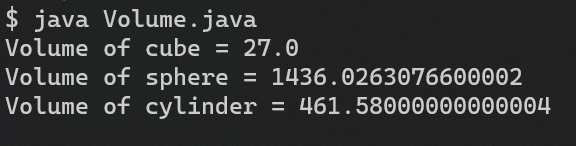 $ java Volume.java
Volume of cube = 27.0
Volume of sphere = 1436.0263076600002
Volume of cylinder = 461.58000000000004